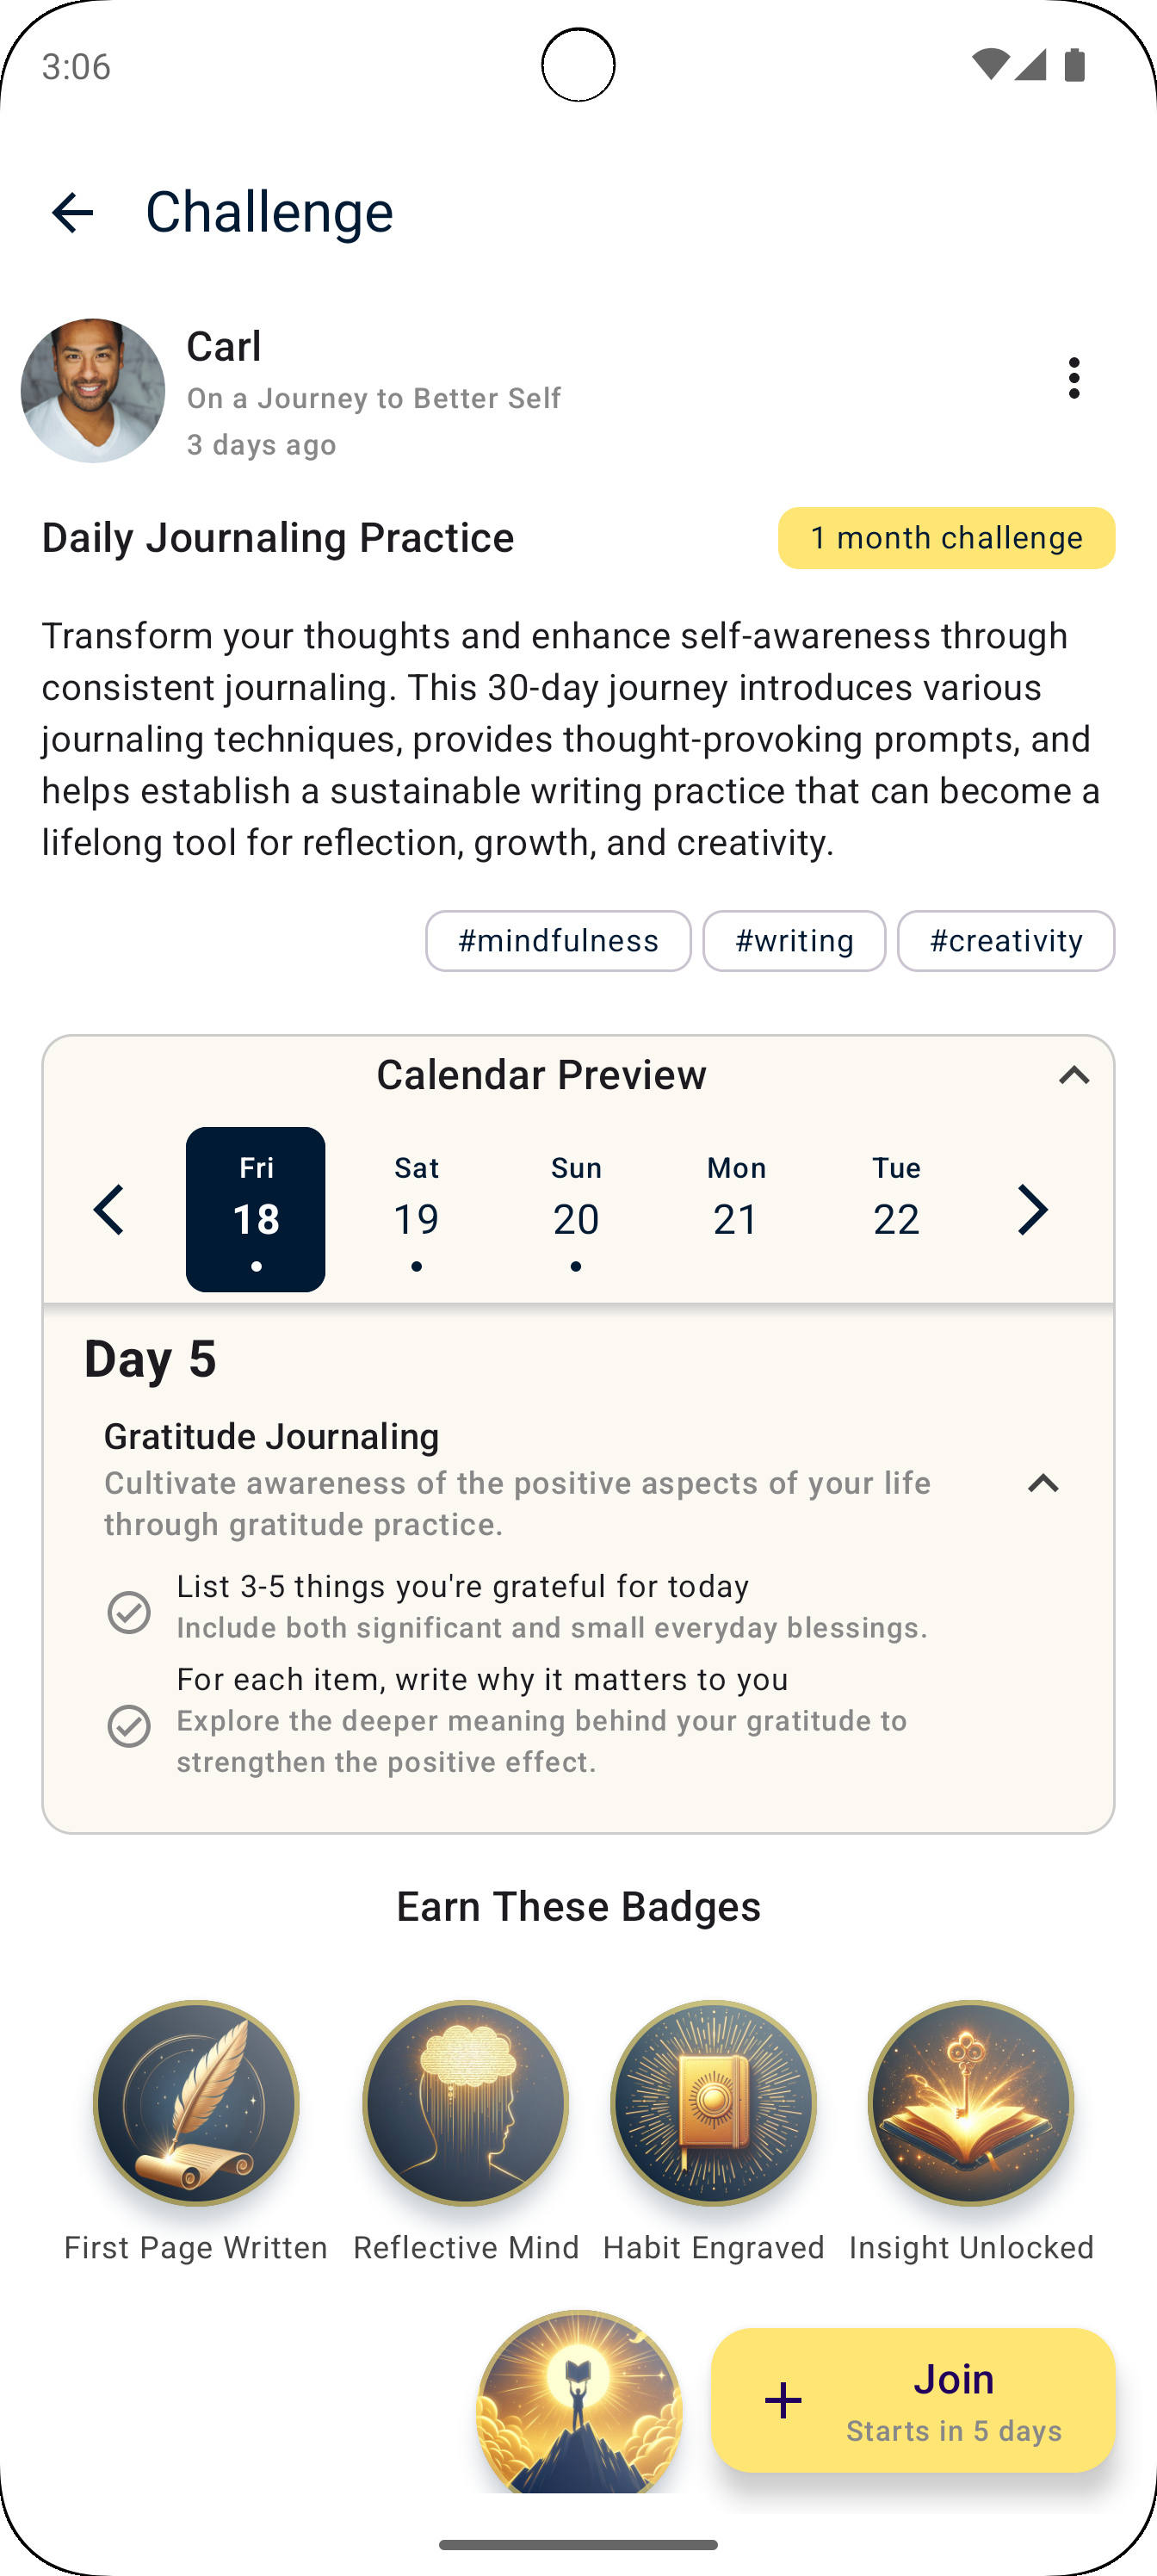 3:06
Challenge
Carl
On a Journey to Better Self
3 days ago
Daily Journaling Practice
1 month challenge
Transform your thoughts and enhance self-awareness through
consistent journaling. This 30-day journey introduces various
journaling techniques, provides thought-provoking prompts, and
helps establish a sustainable writing practice that can become a
lifelong tool for reflection, growth, and creativity.
#mindfulness #writing #creativity
Calendar Preview
Fri Sat Sun Mon Tue
18 19 20 21 22
Day 5
Gratitude Journaling
Cultivate awareness of the positive aspects of your life
through gratitude practice.
List 3-5 things you're grateful for today
Include both significant and small everyday blessings.
For each item, write why it matters to you
Explore the deeper meaning behind your gratitude to
strengthen the positive effect.
Earn These Badges
First Page Written Reflective Mind Habit Engraved Insight Unlocked
Join
Starts in 5 days